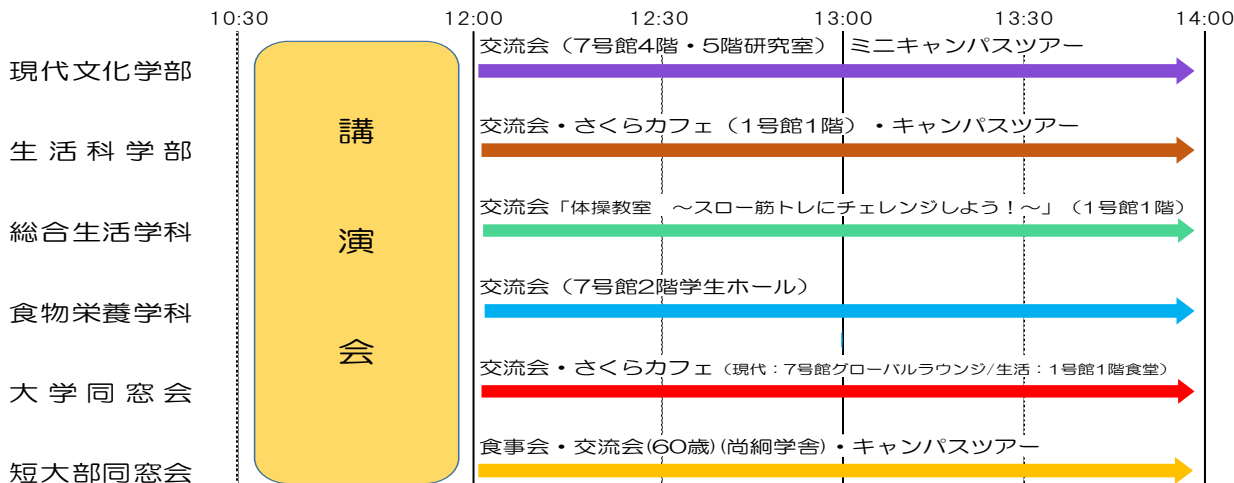 10:30 12:00 12:30 13:00 13:30 14:00
講演会
現代文化学部
交流会（7号館4階・5階研究室） ミニキャンパスツアー
生活科学部
交流会・さくらカフェ（1号館1階）・キャンパスツアー
総合生活学科
交流会「体操教室　～スロー筋トレにチェレンジしよう！～」（1号館1階）
食物栄養学科
交流会（7号館2階学生ホール）
大学同窓会
交流会・さくらカフェ（現代：7号館グローバルラウンジ/生活：1号館1階食堂）
短大部同窓会
食事会・交流会(60歳)(尚絅学舎)・キャンパスツアー